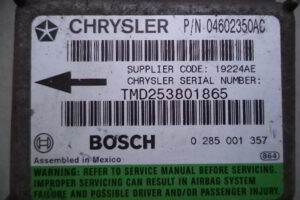 CHRYSLER P/N 04602350AC
SUPPLIER CODE: 19224AE
CHRYSLER SERIAL NUMBER:
TMD253801865
BOSCH 0 285 001 357
Assembled in Mexico 864
WARNING: REFER TO SERVICE MANUAL BEFORE SERVICING.
IMPROPER SERVICING CAN RESULT IN AIRBAG SYSTEM
FAILURE AND POSSIBLE DRIVER AND/OR PASSENGER INJURY.